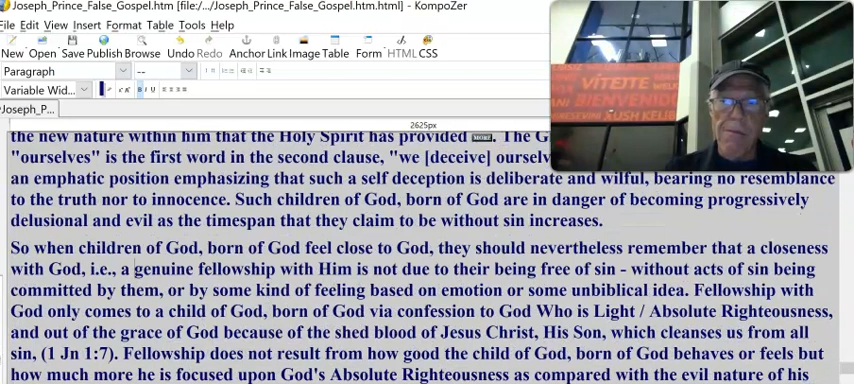 Joseph_Prince_False_Gospel.htm [file:/.../Joseph_Prince_False_Gospel.htm.html] - KompoZer
File Edit View Insert Format Table Tools Help
New Open Save Publish Browse Undo Redo Anchor Link Image Table Form HTML CSS
Paragraph --
Variable Wid... B I U
Joseph_P...
2625px
VÍTEJTE
BIENVENID
XUSH KELIB
the new nature within him that the Holy Spirit has provided . The G
"ourselves" is the first word in the second clause, "we [deceive] ourselv
an emphatic position emphasizing that such a self deception is deliberate and wilful, bearing no resemblance
to the truth nor to innocence. Such children of God, born of God are in danger of becoming progressively
delusional and evil as the timespan that they claim to be without sin increases.
So when children of God, born of God feel close to God, they should nevertheless remember that a closeness
with God, i.e., a genuine fellowship with Him is not due to their being free of sin - without acts of sin being
committed by them, or by some kind of feeling based on emotion or some unbiblical idea. Fellowship with
God only comes to a child of God, born of God via confession to God Who is Light / Absolute Righteousness,
and out of the grace of God because of the shed blood of Jesus Christ, His Son, which cleanses us from all
sin, (1 Jn 1:7). Fellowship does not result from how good the child of God, born of God behaves or feels but
how much more he is focused upon God's Absolute Righteousness as compared with the evil nature of his